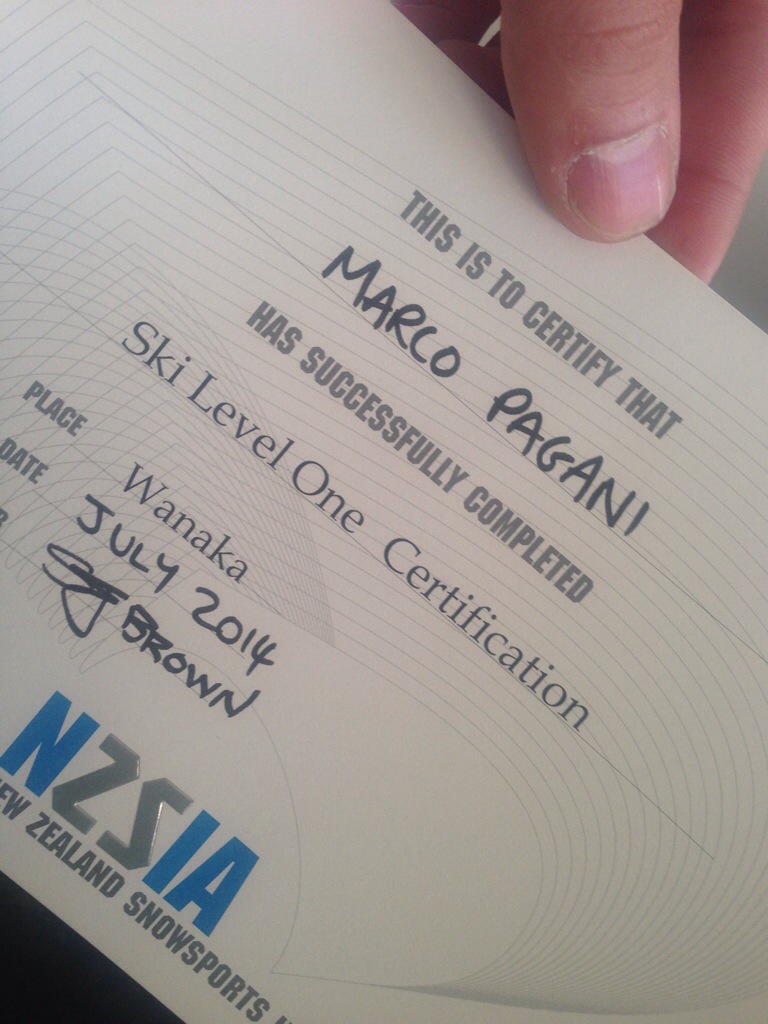 THIS IS TO CERTIFY THAT
MARCO PAGANI
HAS SUCCESSFULLY COMPLETED
Ski Level One Certification
PLACE Wanaka
DATE JULY 2014
BROWN
NZSIA
NEW ZEALAND SNOWSPORTS